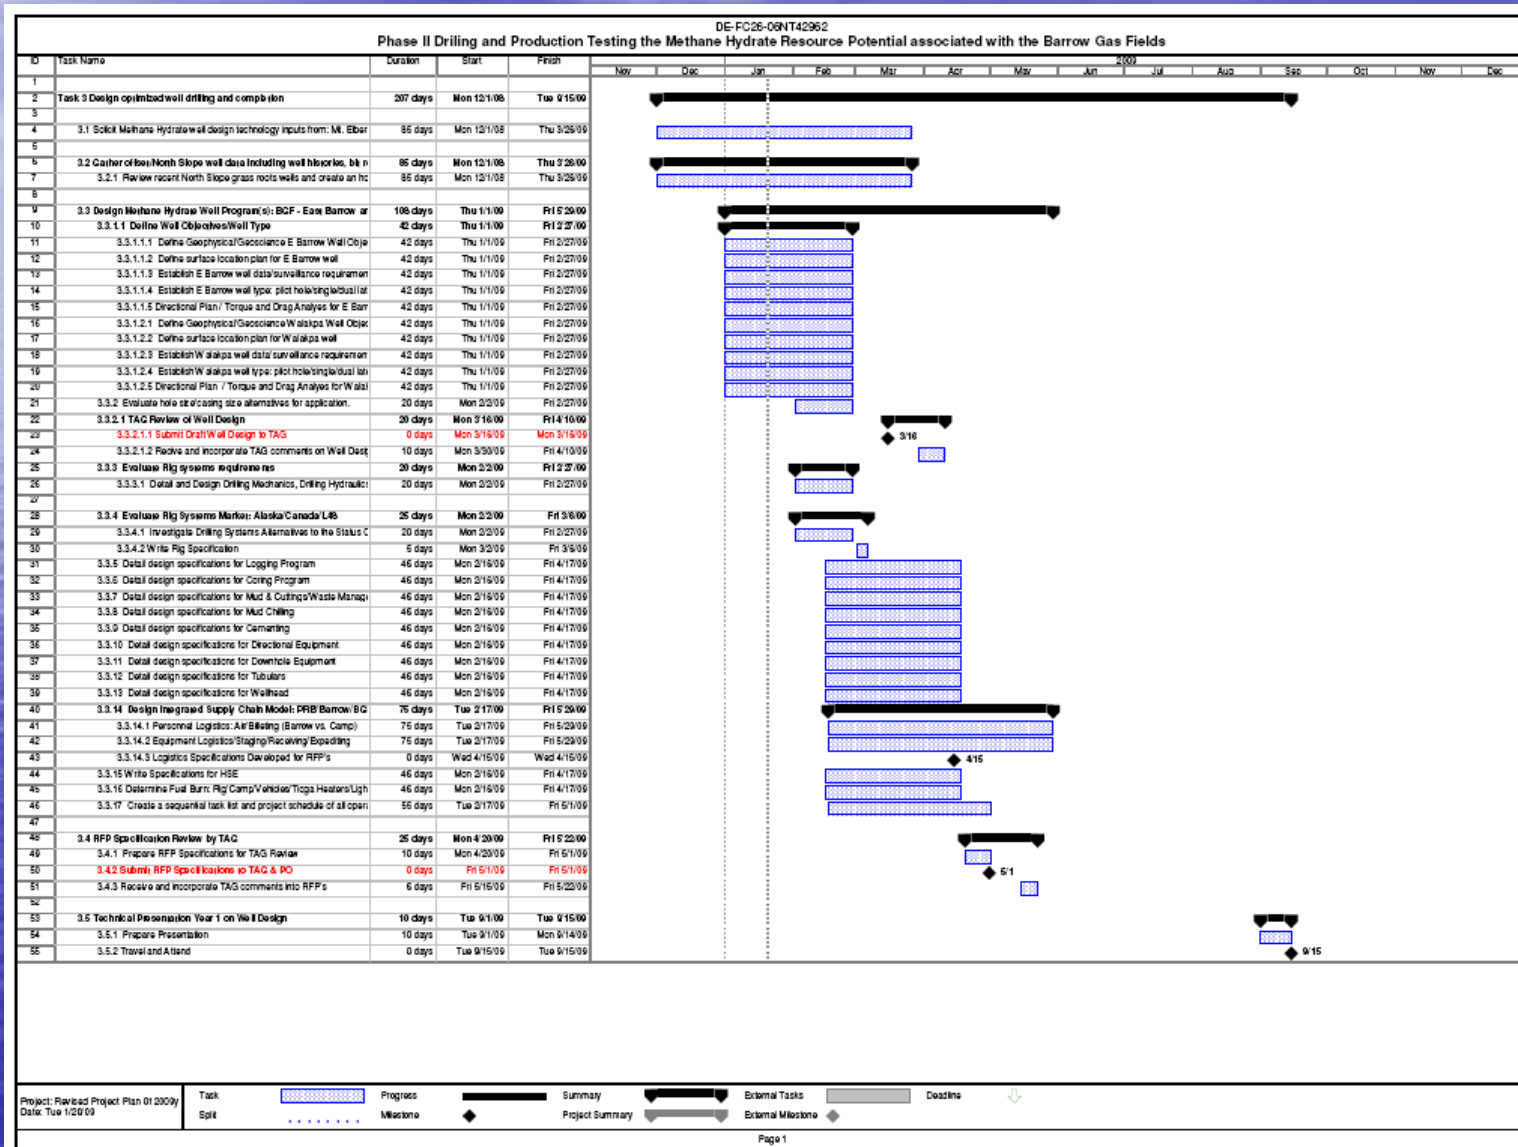 DE-FC26-06NT42962
Phase II Driling and Production Testing the Methane Hydrate Resource Potential associated with the Barrow Gas Fields
ID Task Name Duration Start Finish 2009
Nov Dec Jan Feb Mar Apr May Jun Jul Aug Sep Oct Nov Dec
1
2 Task 3 Design optimized well drilling and completion 207 days Mon 12/1/08 Tue 9/15/09
3
4 3.1 Solicit Methane Hydrate well design technology inputs from: Mt. Elber 85 days Mon 12/1/08 Thu 3/26/09
5
6 3.2 Gather offset/North Slope well data including well histories, bit r 85 days Mon 12/1/08 Thu 3/26/09
7 3.2.1 Review recent North Slope grass roots wells and create an hc 85 days Mon 12/1/08 Thu 3/26/09
8
9 3.3 Design Methane Hydrate Well Program(s): BGF - East Barrow ar 108 days Thu 1/1/09 Fri 5/29/09
10 3.3.1.1 Define Well Objectives/Well Type 42 days Thu 1/1/09 Fri 2/27/09
11 3.3.1.1.1 Define Geophysical/Geoscience E Barrow Well Obje 42 days Thu 1/1/09 Fri 2/27/09
12 3.3.1.1.2 Define surface location plan for E Barrow well 42 days Thu 1/1/09 Fri 2/27/09
13 3.3.1.1.3 Establish E Barrow well data/surveillance requiremen 42 days Thu 1/1/09 Fri 2/27/09
14 3.3.1.1.4 Establish E Barrow well type: pilot hole/single/dual lat 42 days Thu 1/1/09 Fri 2/27/09
15 3.3.1.1.5 Directional Plan / Torque and Drag Analyes for E Barr 42 days Thu 1/1/09 Fri 2/27/09
16 3.3.1.2.1 Define Geophysical/Geoscience Walakpa Well Objec 42 days Thu 1/1/09 Fri 2/27/09
17 3.3.1.2.2 Define surface location plan for Walakpa well 42 days Thu 1/1/09 Fri 2/27/09
18 3.3.1.2.3 Establish Walakpa well data/surveillance requiremen 42 days Thu 1/1/09 Fri 2/27/09
19 3.3.1.2.4 Establish Walakpa well type: pilot hole/single/dual late 42 days Thu 1/1/09 Fri 2/27/09
20 3.3.1.2.5 Directional Plan / Torque and Drag Analyes for Walal 42 days Thu 1/1/09 Fri 2/27/09
21 3.3.2 Evaluate hole size/casing size alternatives for application. 20 days Mon 2/2/09 Fri 2/27/09
22 3.3.2.1 TAG Review of Well Design 20 days Mon 3/16/09 Fri 4/10/09
23 3.3.2.1.1 Submit Draft Well Design to TAG 0 days Mon 3/16/09 Mon 3/16/09 3/16
24 3.3.2.1.2 Recive and incorporate TAG comments on Well Desig 10 days Mon 3/30/09 Fri 4/10/09
25 3.3.3 Evaluate Rig systems requirements 20 days Mon 2/2/09 Fri 2/27/09
26 3.3.3.1 Detail and Design Drilling Mechanics, Drilling Hydraulics 20 days Mon 2/2/09 Fri 2/27/09
27
28 3.3.4 Evaluate Rig Systems Market: Alaska/Canada/L48 25 days Mon 2/2/09 Fri 3/6/09
29 3.3.4.1 Investigate Drilling Systems Alternatives to the Status C 20 days Mon 2/2/09 Fri 2/27/09
30 3.3.4.2 Write Rig Specification 5 days Mon 3/2/09 Fri 3/6/09
31 3.3.5 Detail design specifications for Logging Program 46 days Mon 2/16/09 Fri 4/17/09
32 3.3.6 Detail design specifications for Coring Program 46 days Mon 2/16/09 Fri 4/17/09
33 3.3.7 Detail design specifications for Mud & Cuttings/Waste Manage 46 days Mon 2/16/09 Fri 4/17/09
34 3.3.8 Detail design specifications for Mud Chilling 46 days Mon 2/16/09 Fri 4/17/09
35 3.3.9 Detail design specifications for Cementing 46 days Mon 2/16/09 Fri 4/17/09
36 3.3.10 Detail design specifications for Directional Equipment 46 days Mon 2/16/09 Fri 4/17/09
37 3.3.11 Detail design specifications for Downhole Equipment 46 days Mon 2/16/09 Fri 4/17/09
38 3.3.12 Detail design specifications for Tubulars 46 days Mon 2/16/09 Fri 4/17/09
39 3.3.13 Detail design specifications for Wellhead 46 days Mon 2/16/09 Fri 4/17/09
40 3.3.14 Design Integrated Supply Chain Model: PRB/Barrow/BG 75 days Tue 2/17/09 Fri 5/29/09
41 3.3.14.1 Personnel Logistics: Air/Billeting (Barrow vs. Camp) 75 days Tue 2/17/09 Fri 5/29/09
42 3.3.14.2 Equipment Logistics/Staging/Receiving/Expediting 75 days Tue 2/17/09 Fri 5/29/09
43 3.3.14.3 Logistics Specifications Developed for RFP's 0 days Wed 4/15/09 Wed 4/15/09 4/15
44 3.3.15 Write Specifications for HSE 46 days Mon 2/16/09 Fri 4/17/09
45 3.3.16 Determine Fuel Burn: Rig/Camp/Vehicles/Tioga Heaters/Ligh 46 days Mon 2/16/09 Fri 4/17/09
46 3.3.17 Create a sequential task list and project schedule of all opera 55 days Tue 2/17/09 Fri 5/1/09
47
48 3.4 RFP Specification Review by TAG 25 days Mon 4/20/09 Fri 5/22/09
49 3.4.1 Prepare RFP Specifications for TAG Review 10 days Mon 4/20/09 Fri 5/1/09
50 3.4.2 Submit RFP Specifications to TAG & PO 0 days Fri 5/1/09 Fri 5/1/09 5/1
51 3.4.3 Receive and incorporate TAG comments into RFP's 6 days Fri 5/15/09 Fri 5/22/09
52
53 3.5 Technical Presentation Year 1 on Well Design 10 days Tue 9/1/09 Tue 9/15/09
54 3.5.1 Prepare Presentation 10 days Tue 9/1/09 Mon 9/14/09
55 3.5.2 Travel and Attend 0 days Tue 9/15/09 Tue 9/15/09 9/15
Project: Revised Project Plan 012009y
Date: Tue 1/20/09
Task Progress Summary External Tasks Deadline
Split Milestone Project Summary External Milestone
Page 1